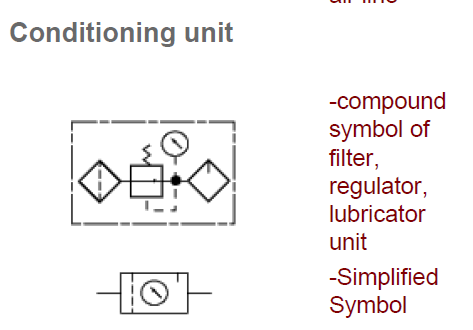 Conditioning unit
-compound
symbol of
filter,
regulator,
lubricator
unit
-Simplified
Symbol